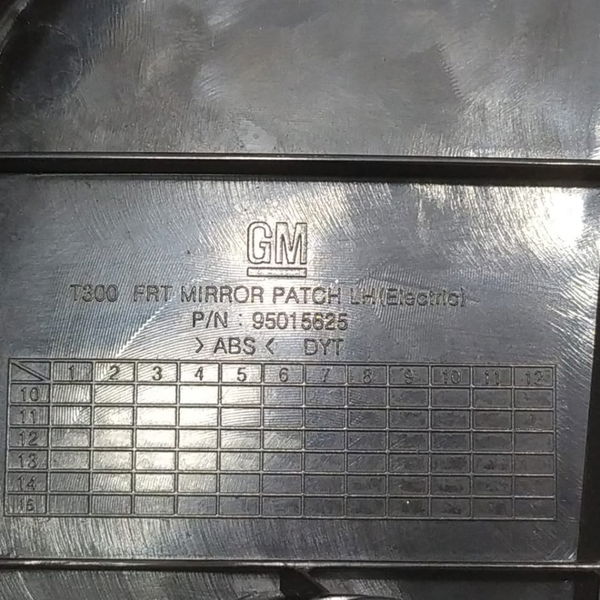 GM
T300 FRT MIRROR PATCH LH(Electric)
P/N : 95015625
> ABS < DYT
1 2 3 4 5 6 7 8 9 10 11 12
10
11
12
13
14
15